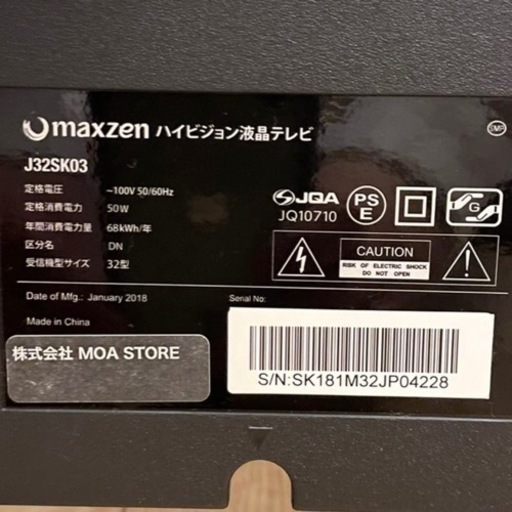 maxzen ハイビジョン液晶テレビ
J32SK03
定格電圧 ~100V 50/60Hz
定格消費電力 50W
年間消費電力量 68kWh/年
区分名 DN
受信機型サイズ 32型
JQA
JQ10710
PS
E
G
CAUTION
RISK OF ELECTRIC SHOCK
DO NOT OPEN
Date of Mfg.: January 2018
Made in China
Serial No:
株式会社 MOA STORE
S/N:SK181M32JP04228